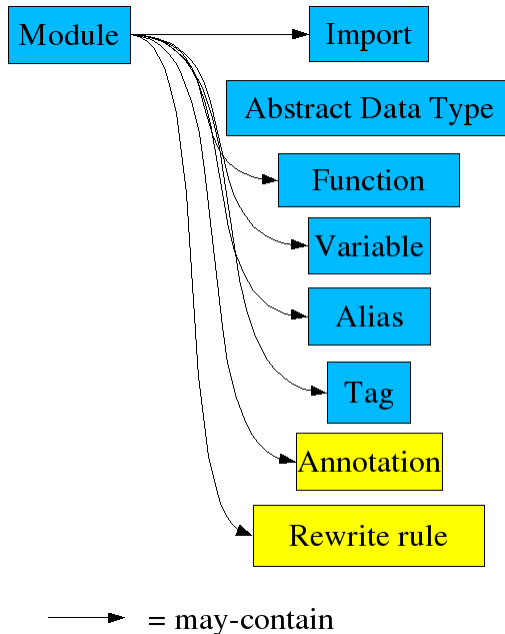 Module
Import
Abstract Data Type
Function
Variable
Alias
Tag
Annotation
Rewrite rule
= may-contain